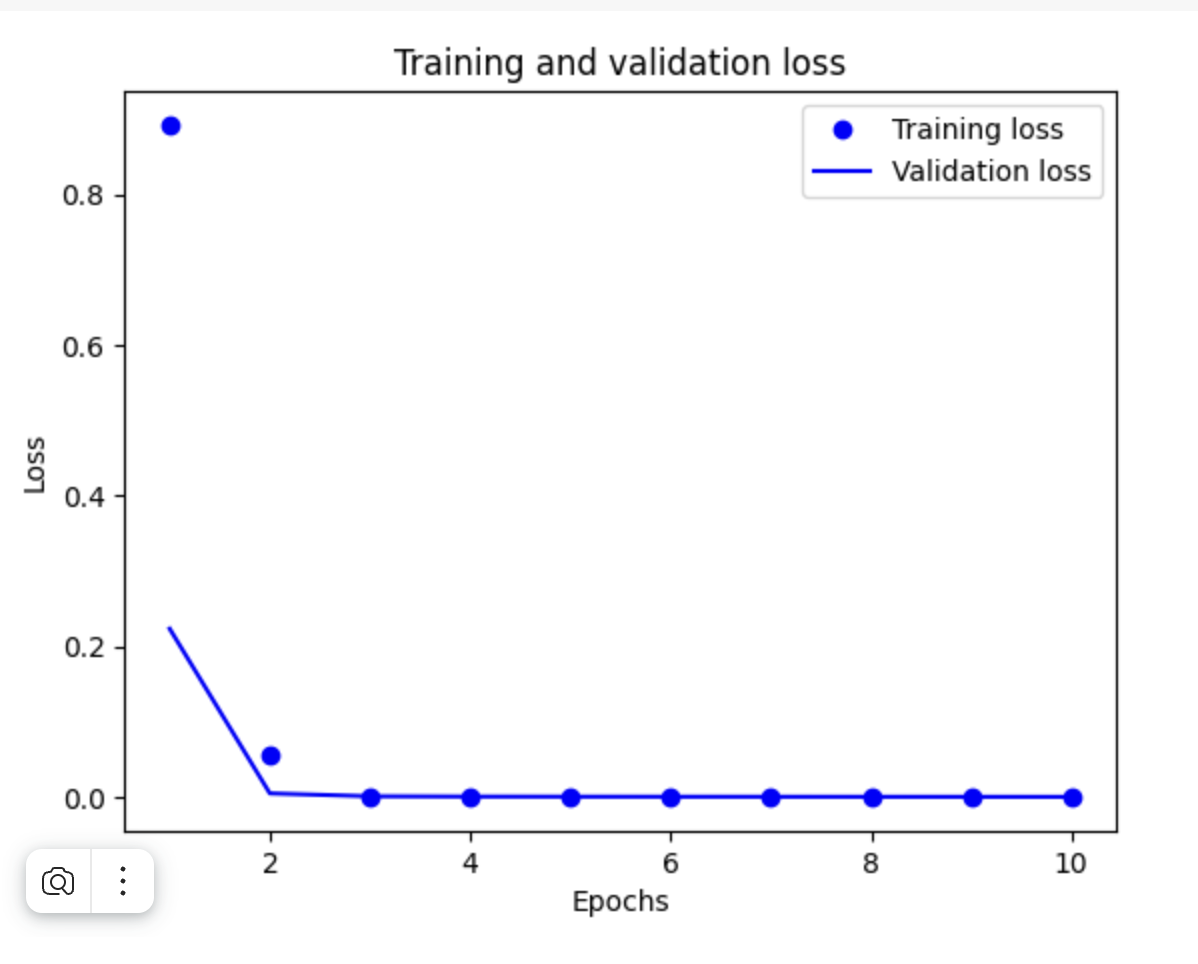 Training and validation loss
Training loss
Validation loss
0.8
0.6
0.4
0.2
0.0
Loss
2 4 6 8 10
Epochs